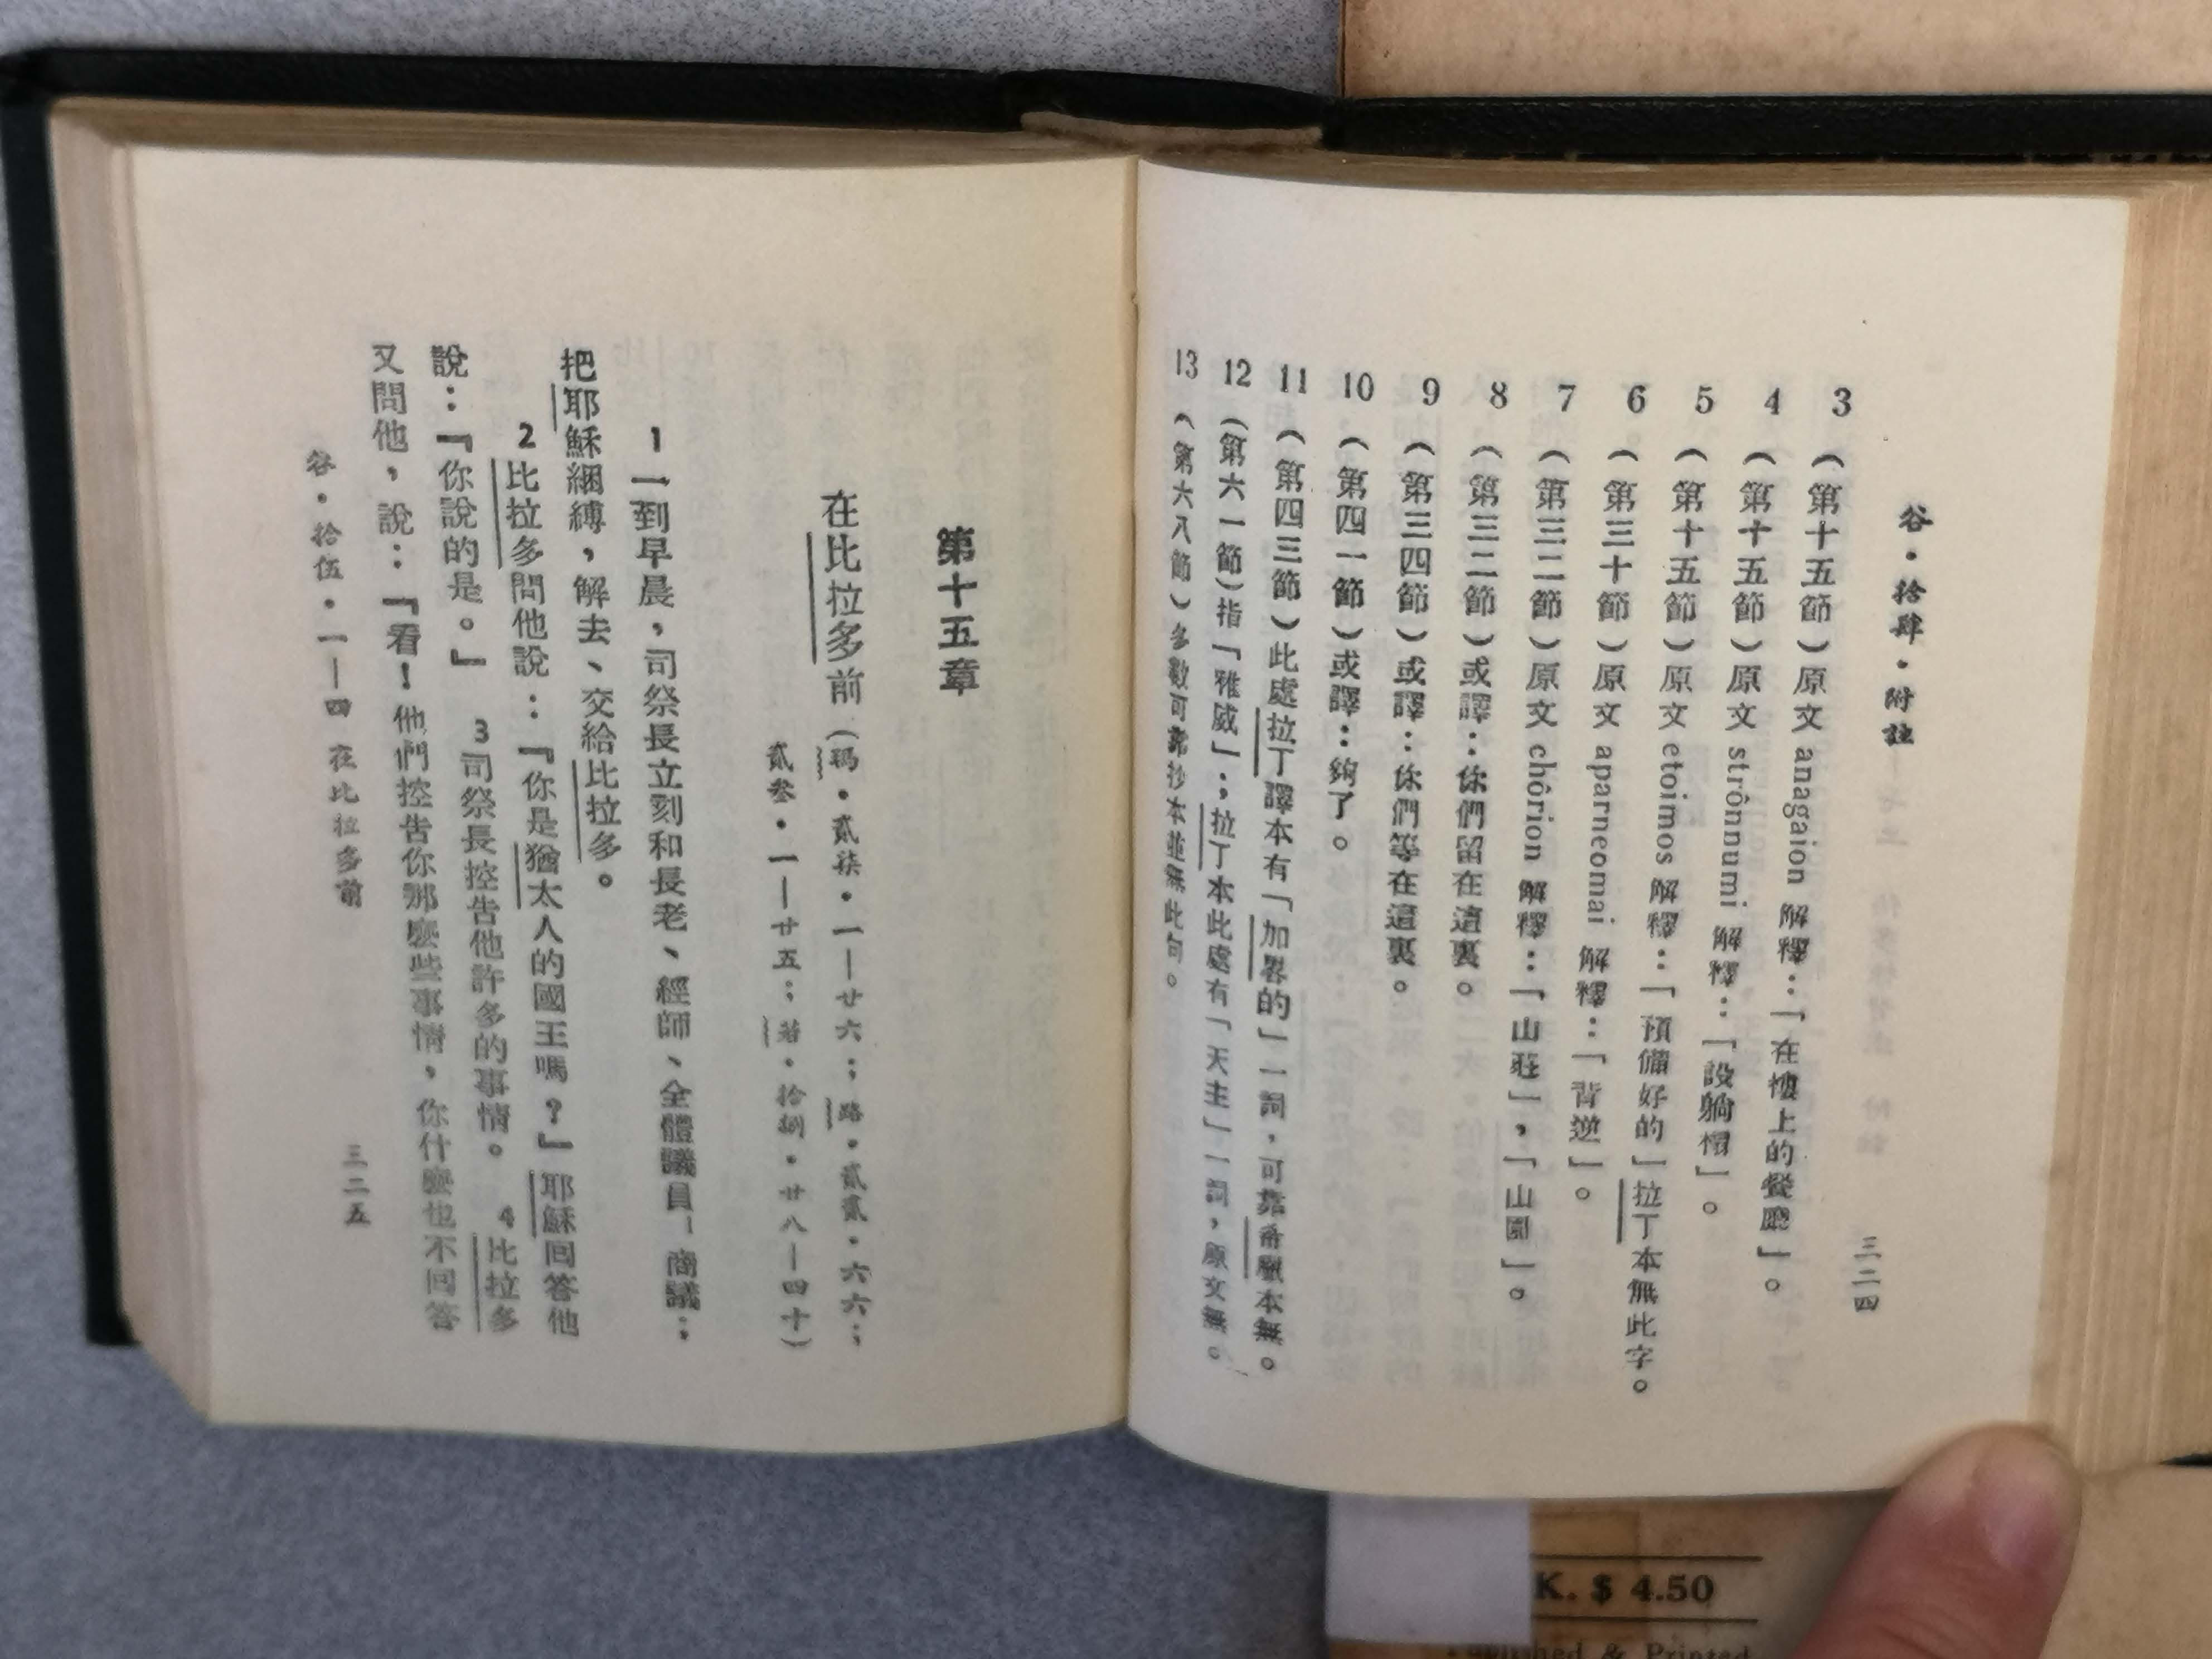 谷・拾肆・附註 三二四
3 (第十五節)原文 anagaion 解釋：「在樓上的餐廳」。
4 (第十五節)原文 strônnumi 解釋：「設躺榻」。
5 (第十五節)原文 etoimos 解釋：「預備好的」拉丁本無此字。
6 (第三十節)原文 aparneomai 解釋：「背逆」。
7 (第三二節)原文 chôrion 解釋：「山莊」，「山園」。
8 (第三二節)或譯：你們留在這裏。
9 (第三四節)或譯：你們等在這裏。
10 (第四一節)或譯：夠了。
11 (第四三節)此處拉丁譯本有「加畧的」一詞，可靠希臘本無。
12 (第六一節)指「雅威」；拉丁本此處有「天主」一詞，原文無。
13 (第六八節)多數可靠抄本並無此句。
第十五章
在比拉多前(瑪・貳柒・一—廿六；路・貳貳・六六；
貳叁・一—廿五；若・拾捌・廿八—四十)
1 一到早晨，司祭長立刻和長老、經師、全體議員—商議；
把耶穌綑縛，解去、交給比拉多。
2 比拉多問他說：『你是猶太人的國王嗎？』耶穌回答他
說：『你說的是。』 3 司祭長控告他許多的事情。 4 比拉多
又問他，說：『看！他們控告你那麼些事情，你什麼也不回答
谷・拾伍・一—四 在比拉多前 三二五
K. $ 4.50
& Printed